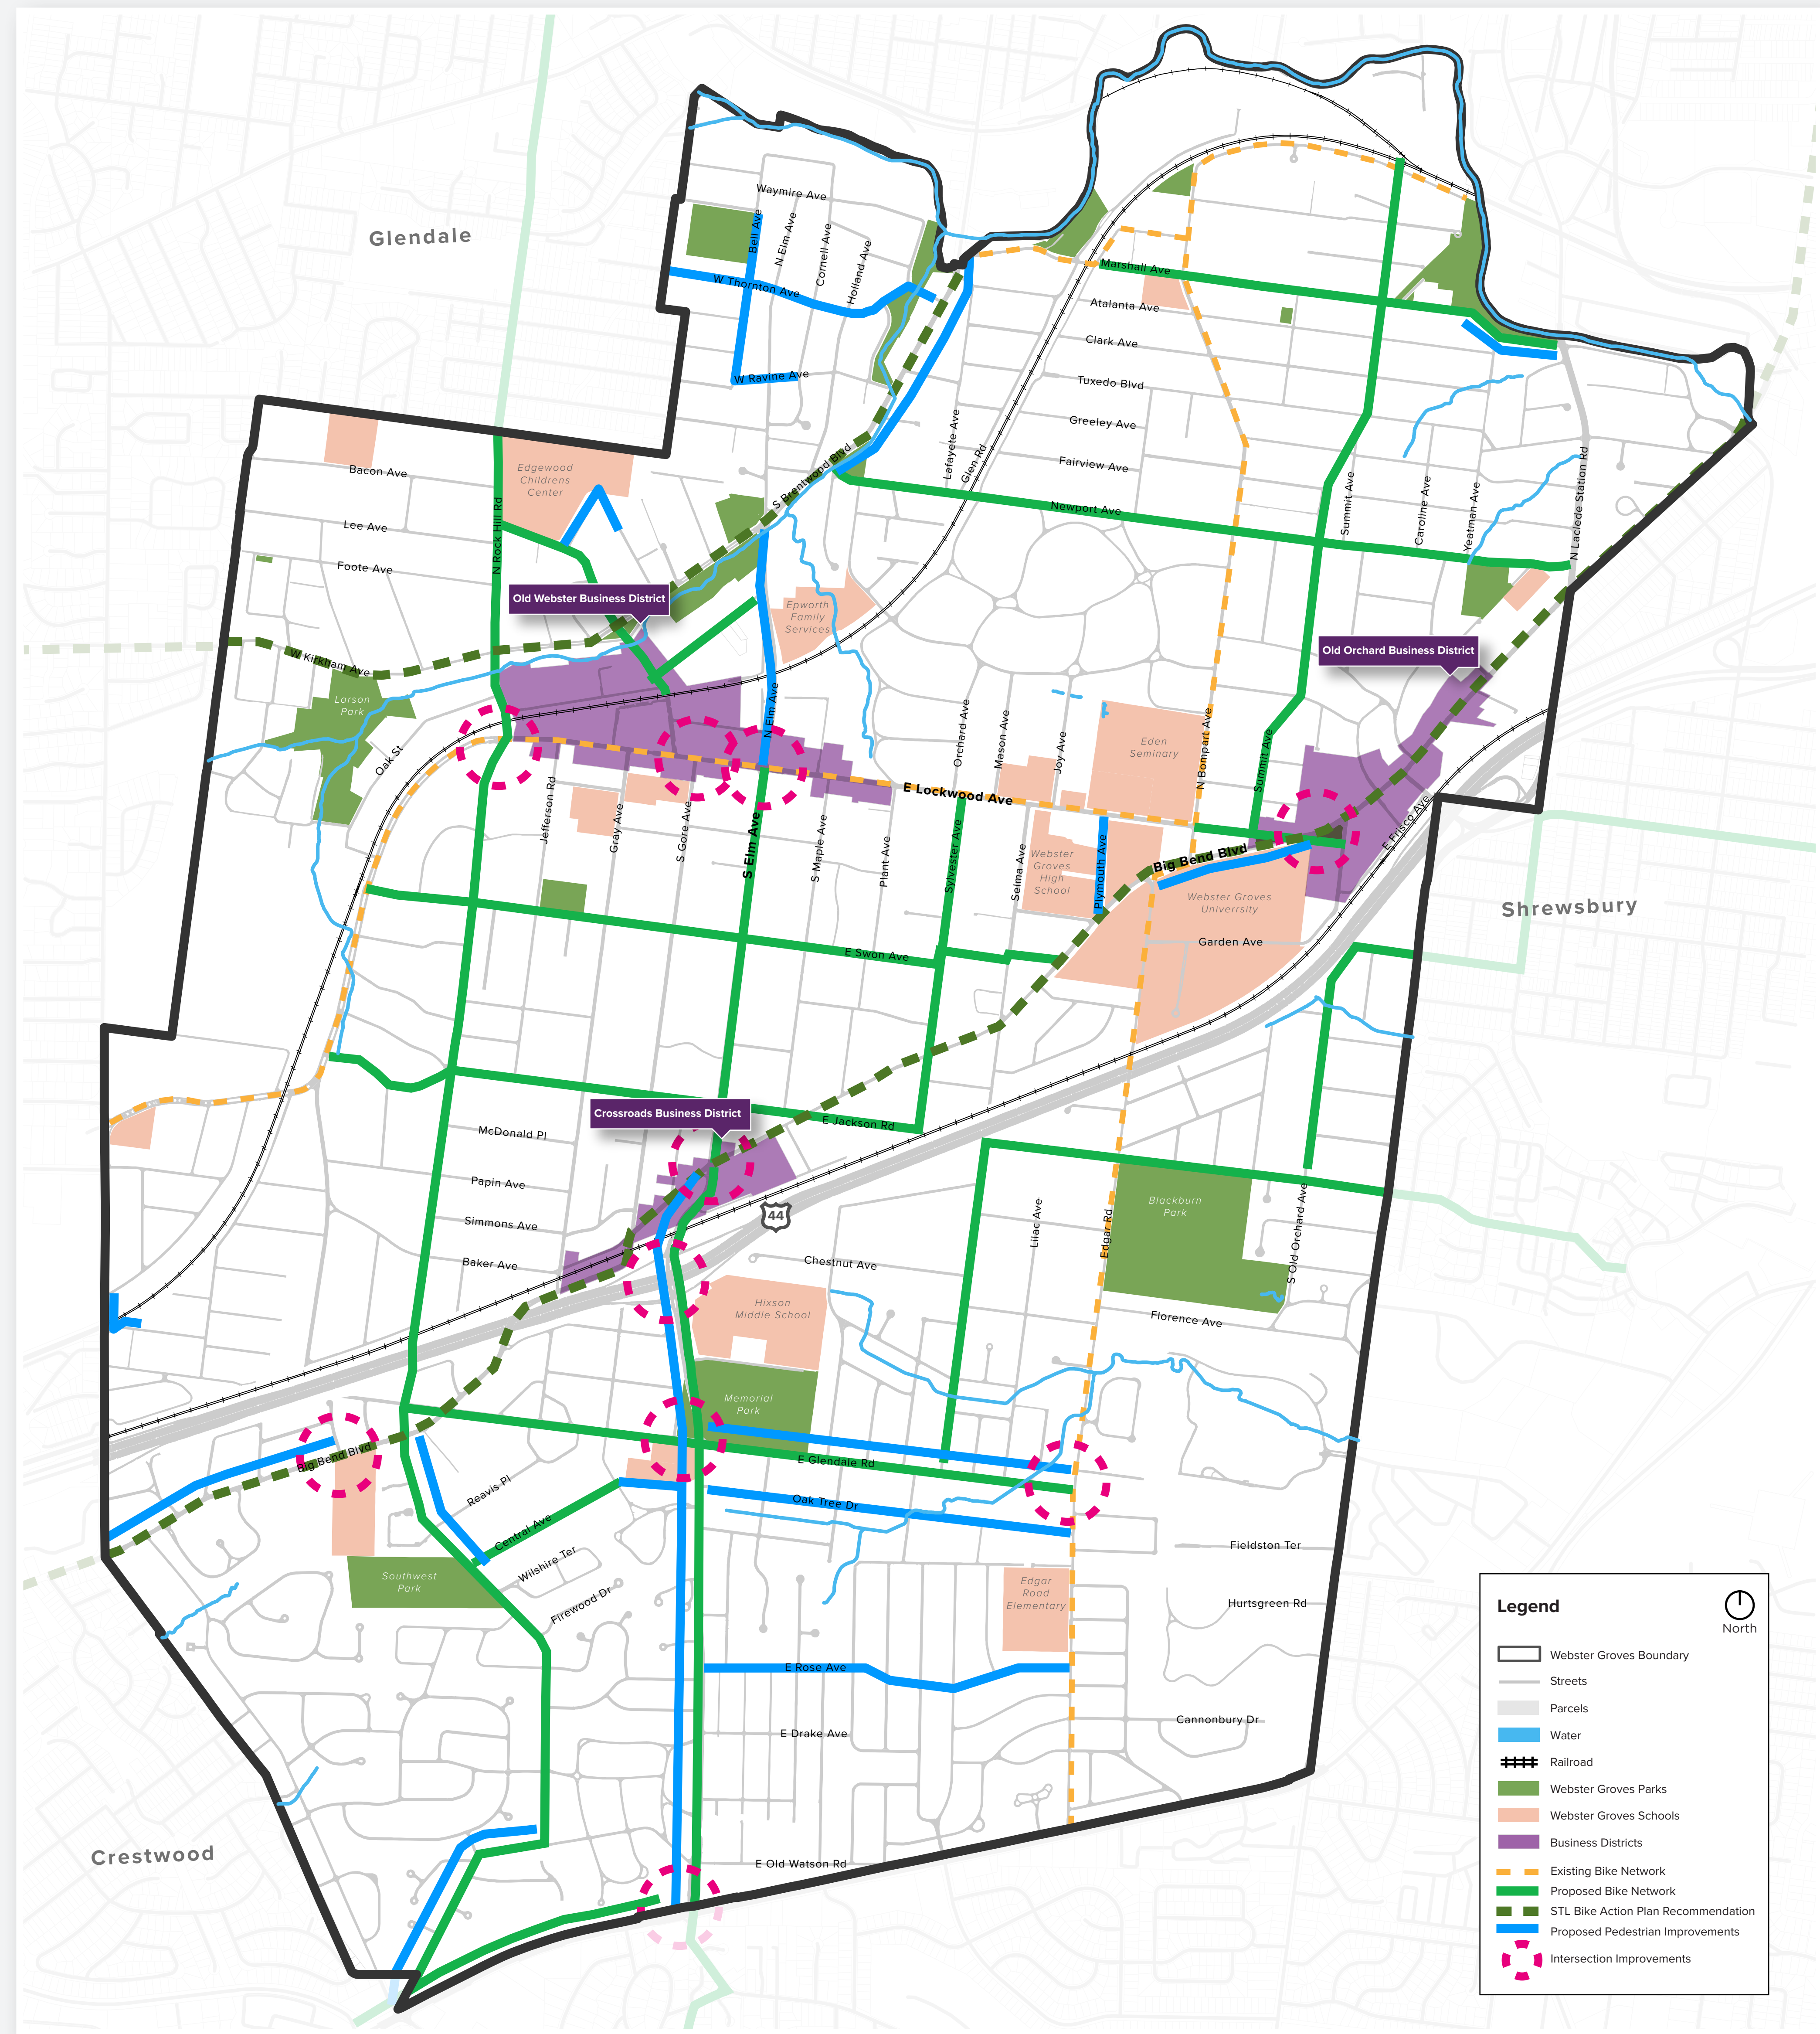 Glendale
Waymire Ave
Bell Ave
N Elm Ave
Cornell Ave
Holland Ave
W Thornton Ave
W Ravine Ave
Marshall Ave
Atalanta Ave
Clark Ave
Tuxedo Blvd
Greeley Ave
Fairview Ave
Lafayete Ave
Glen Rd
Newport Ave
S Brentwood Blvd
Summit Ave
Caroline Ave
Yeatman Ave
N Laclede Station Rd
Bacon Ave
Lee Ave
Foote Ave
N Rock Hill Rd
Edgewood
Childrens
Center
Old Webster Business District
Epworth
Family
Services
Old Orchard Business District
W Kirkham Ave
Larson
Park
Oak St
N Elm Ave
Orchard Ave
Mason Ave
Joy Ave
Eden
Seminary
N Bompart Ave
Summit Ave
E Lockwood Ave
E Frisco Ave
Jefferson Rd
Gray Ave
S Gore Ave
S Elm Ave
S Maple Ave
Plant Ave
Sylvester Ave
Selma Ave
Webster
Groves
High
School
Plymouth Ave
Big Bend Blvd
Webster Groves
Univerrsity
Garden Ave
Shrewsbury
E Swon Ave
Crossroads Business District
E Jackson Rd
McDonald Pl
Papin Ave
Simmons Ave
Baker Ave
44
Chestnut Ave
Lilac Ave
Edgar Rd
Blackburn
Park
S Old Orchard Ave
Florence Ave
Hixson
Middle School
Memorial
Park
Big Bend Blvd
E Glendale Rd
Oak Tree Dr
Reavis Pl
Central Ave
Wilshire Ter
Firewood Dr
Southwest
Park
Edgar
Road
Elementary
Fieldston Ter
Hurtsgreen Rd
E Rose Ave
E Drake Ave
Cannonbury Dr
E Old Watson Rd
Crestwood
Legend
North
Webster Groves Boundary
Streets
Parcels
Water
Railroad
Webster Groves Parks
Webster Groves Schools
Business Districts
Existing Bike Network
Proposed Bike Network
STL Bike Action Plan Recommendation
Proposed Pedestrian Improvements
Intersection Improvements